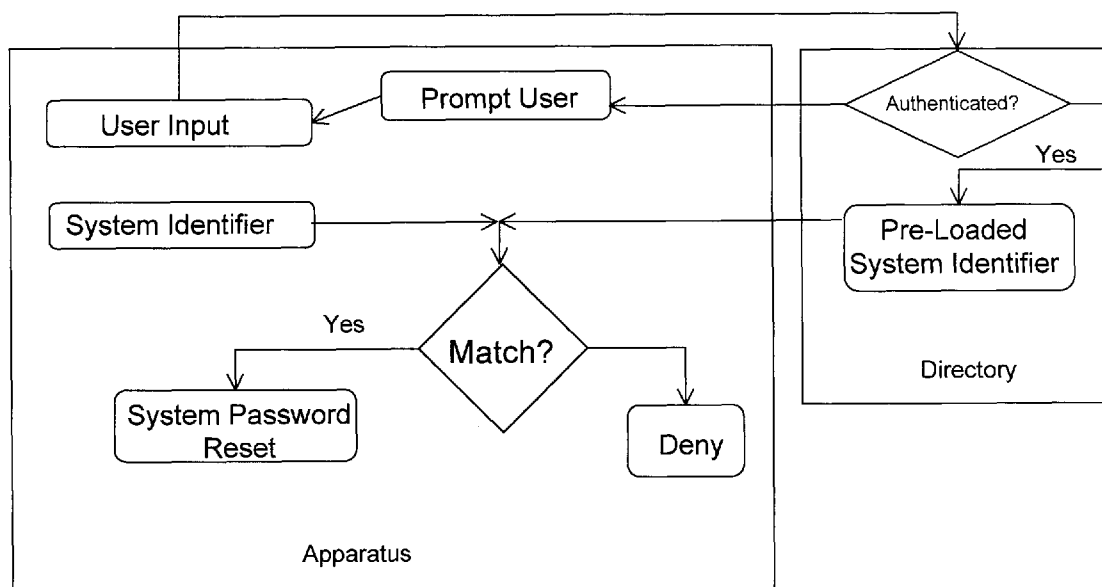 Prompt User
Authenticated?
User Input
Yes
System Identifier
Pre-Loaded
System Identifier
Yes
Match?
Directory
System Password
Reset
Deny
Apparatus